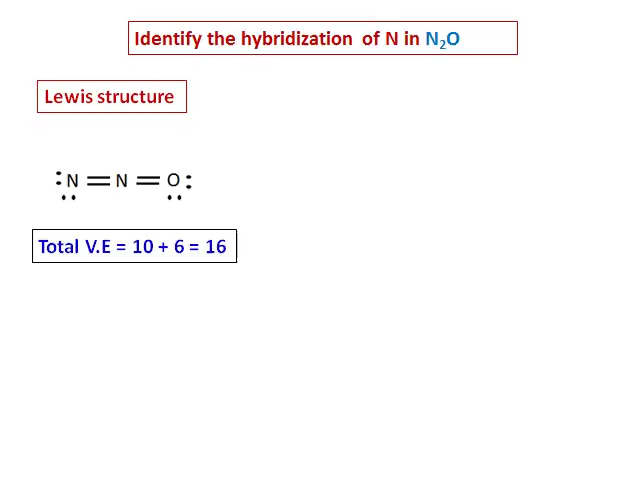 Identify the hybridization of N in N₂O
Lewis structure
:N̤ = N = O̤:
Total V.E = 10 + 6 = 16